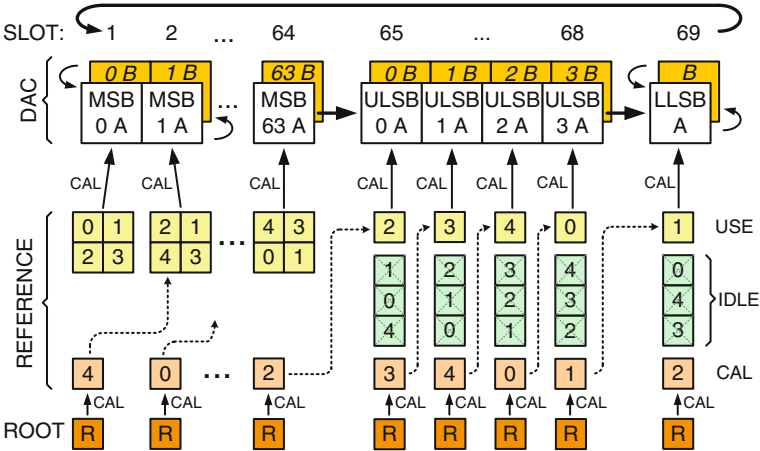 SLOT: 1 2 ... 64 65 ... 68 69
DAC
0 B 1 B 63 B 0 B 1 B 2 B 3 B B
MSB MSB ... MSB ULSB ULSB ULSB ULSB LLSB
0 A 1 A 63 A 0 A 1 A 2 A 3 A A
CAL CAL CAL CAL CAL CAL CAL CAL
REFERENCE
0 1 2 1 4 3 2 3 4 0 1 USE
2 3 4 3 ... 0 1
1 2 3 4 0
0 1 2 3 4 IDLE
4 0 1 2 3
4 0 ... 2 3 4 0 1 2 CAL
CAL CAL CAL CAL CAL CAL CAL CAL
ROOT R R R R R R R R